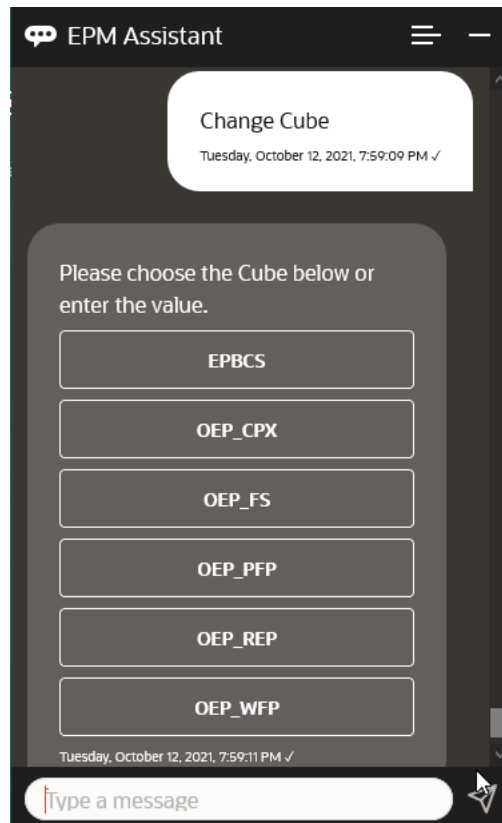 EPM Assistant
Change Cube
Tuesday, October 12, 2021, 7:59:09 PM ✓
Please choose the Cube below or
enter the value.
EPBCS
OEP_CPX
OEP_FS
OEP_PFP
OEP_REP
OEP_WFP
Tuesday, October 12, 2021, 7:59:11 PM ✓
Type a message